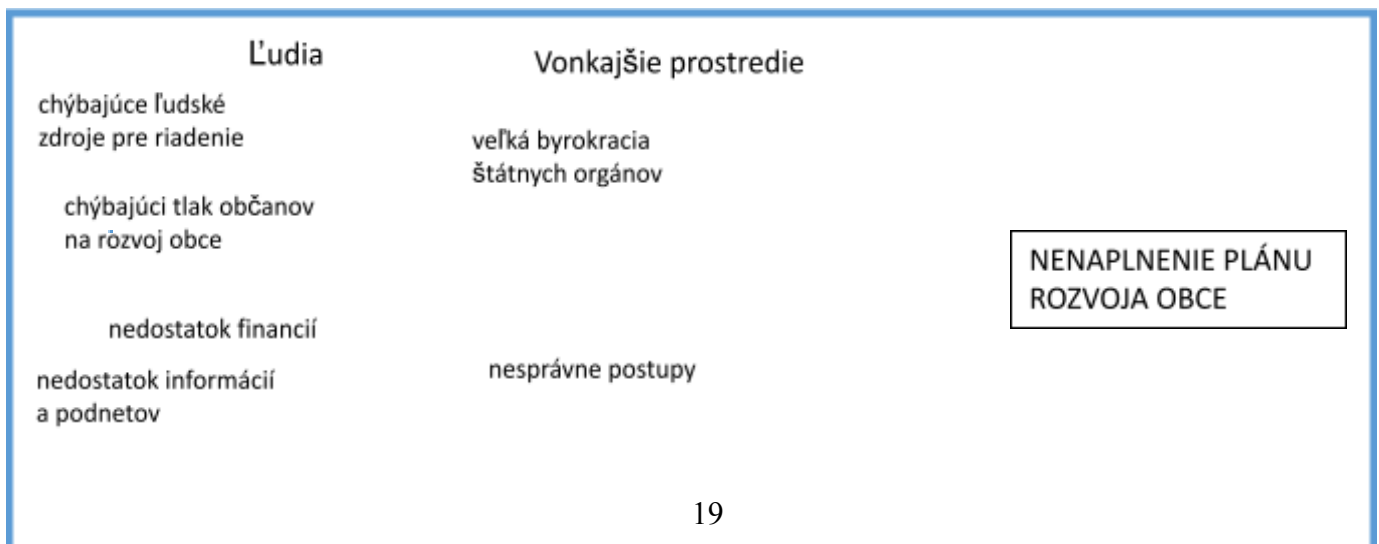 Ľudia
Vonkajšie prostredie
chýbajúce ľudské
zdroje pre riadenie
veľká byrokracia
štátnych orgánov
chýbajúci tlak občanov
na rozvoj obce
NENAPLNENIE PLÁNU
ROZVOJA OBCE
nedostatok financií
nesprávne postupy
nedostatok informácií
a podnetov
19